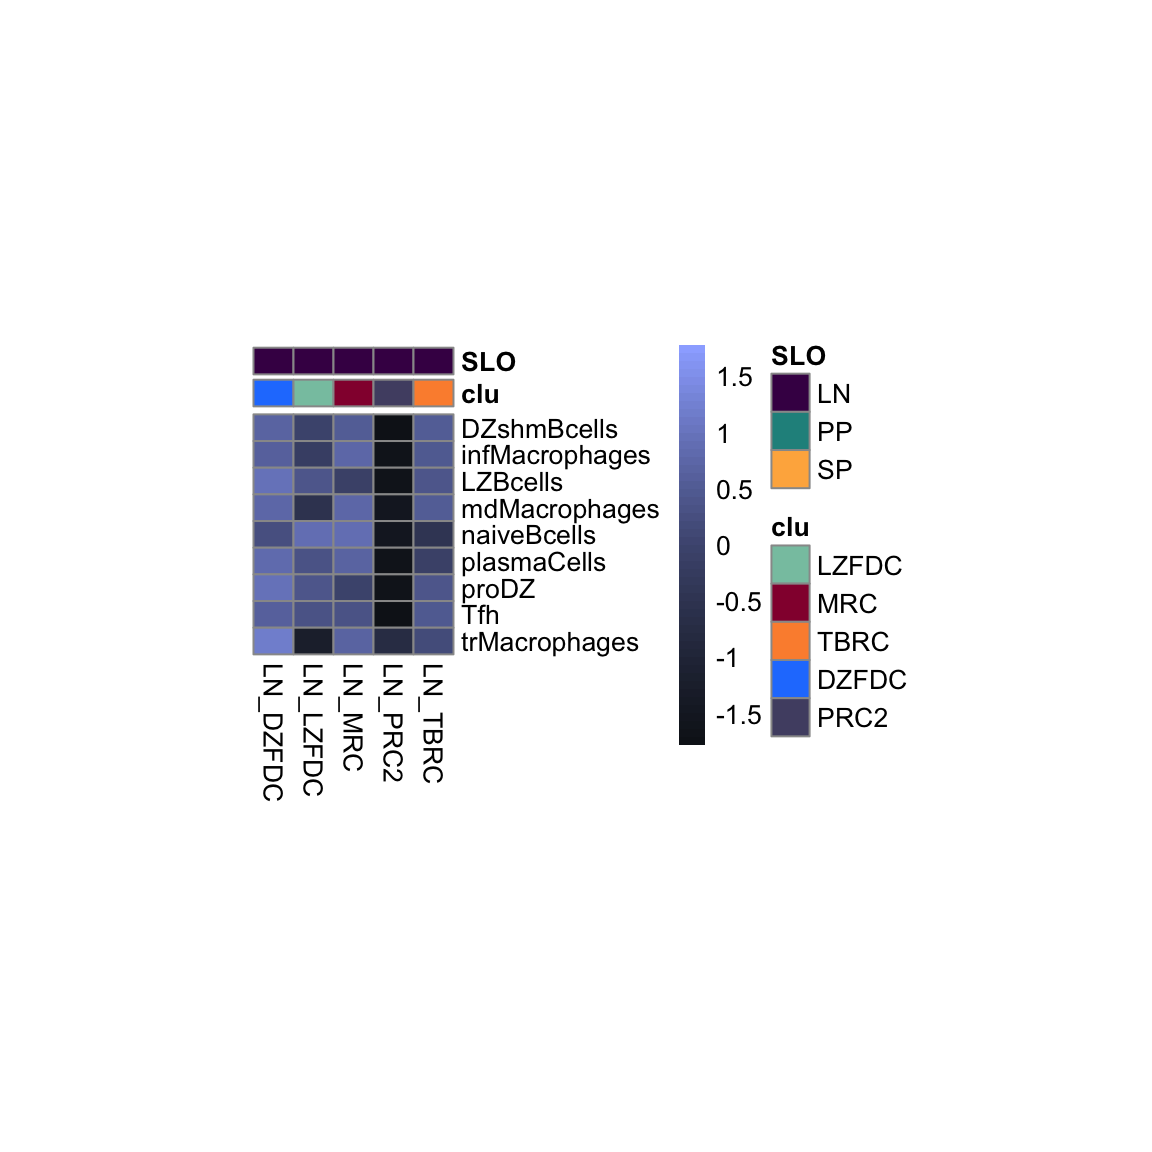 SLO
clu
DZshmBcells
infMacrophages
LZBcells
mdMacrophages
naiveBcells
plasmaCells
proDZ
Tfh
trMacrophages
LN_DZFDC
LN_LZFDC
LN_MRC
LN_PRC2
LN_TBRC
1.5
1
0.5
0
-0.5
-1
-1.5
SLO
LN
PP
SP
clu
LZFDC
MRC
TBRC
DZFDC
PRC2